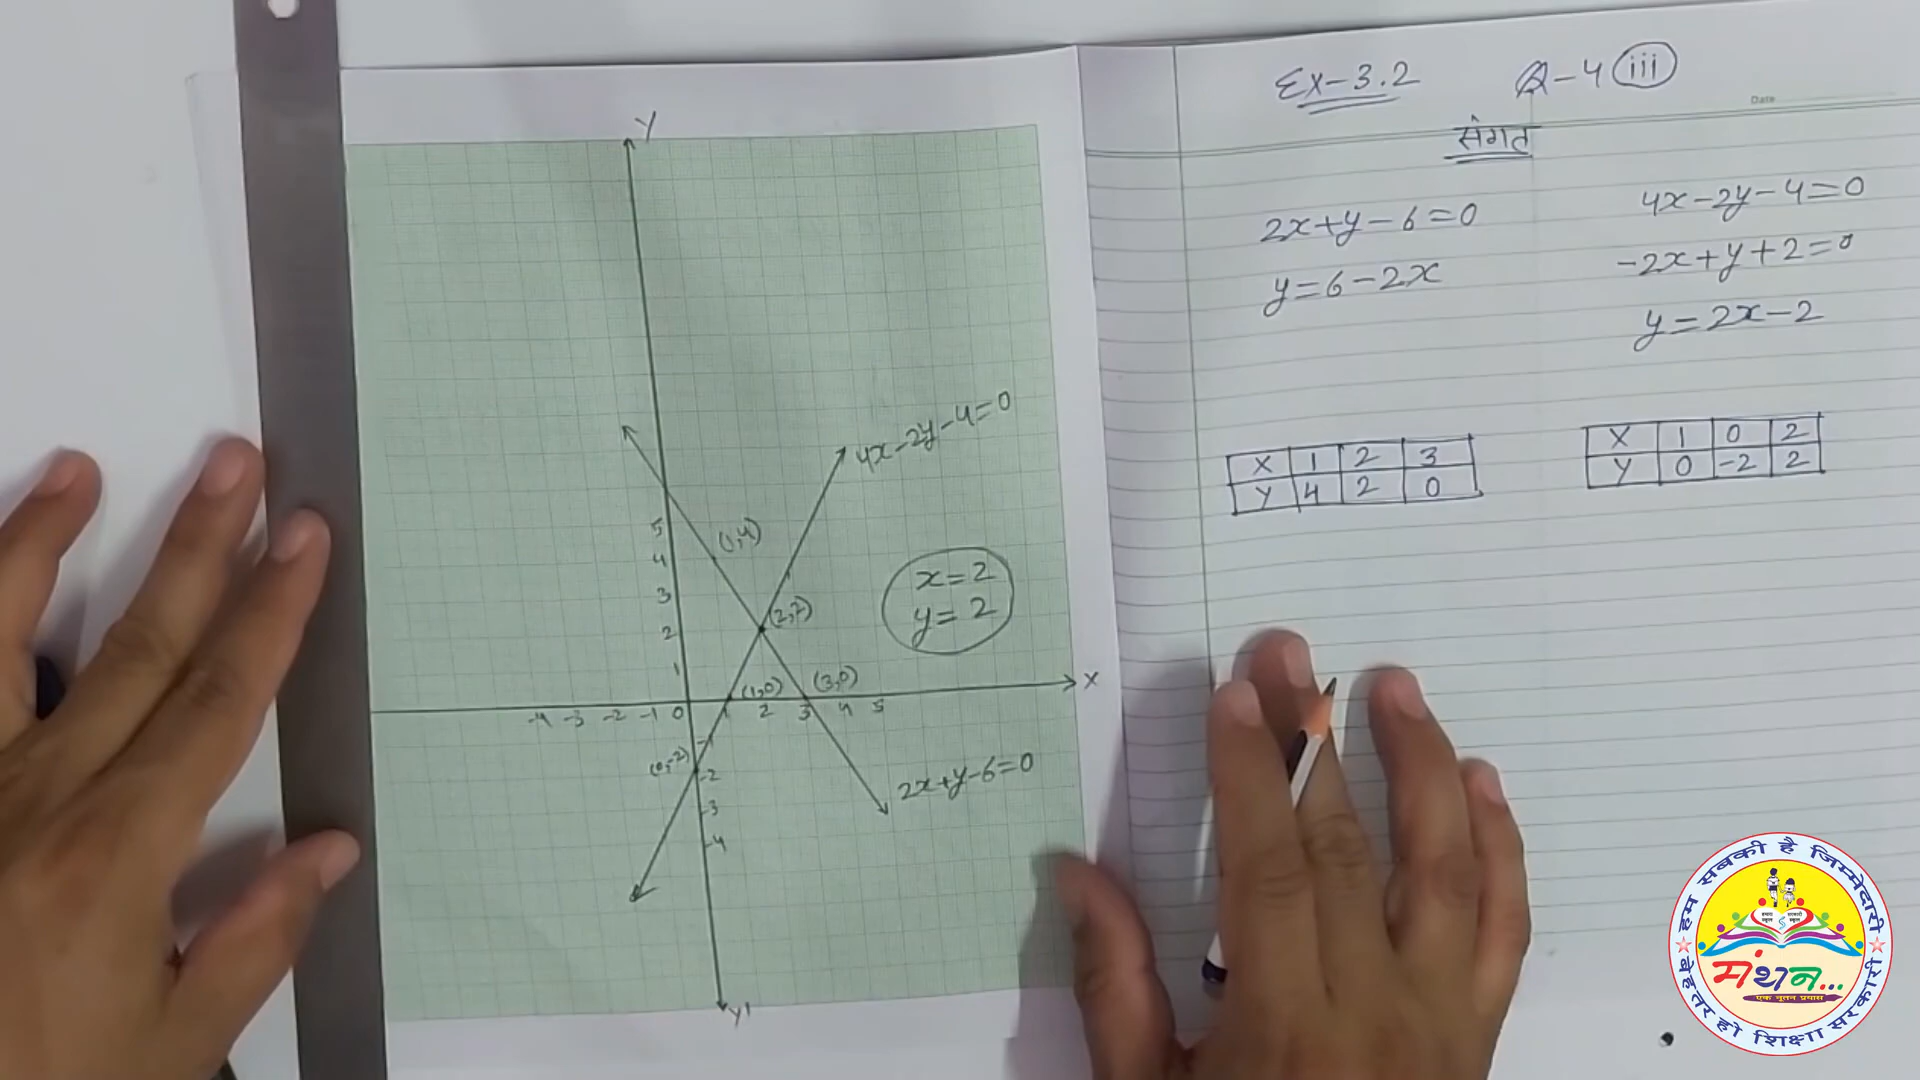 Ex-3.2 Q-4 (iii)
संगत
2x+y-6=0
y=6-2x
4x-2y-4=0
-2x+y+2=0
y=2x-2
X 1 2 3
Y 4 2 0
X 1 0 2
Y 0 -2 2
Y
4x-2y-4=0
5
(1,4)
4
3
x=2
y=2
(2,2)
2
1
(1,0) (3,0)
X
-4 -3 -2 -1 0 1 2 3 4 5
-1
(0,-2)
-2
2x+y-6=0
-3
-4
Y'
हम सबकी है जिम्मेदारी
बेहतर हो शिक्षा सरकारी
मंथन...
एक नूतन प्रयास